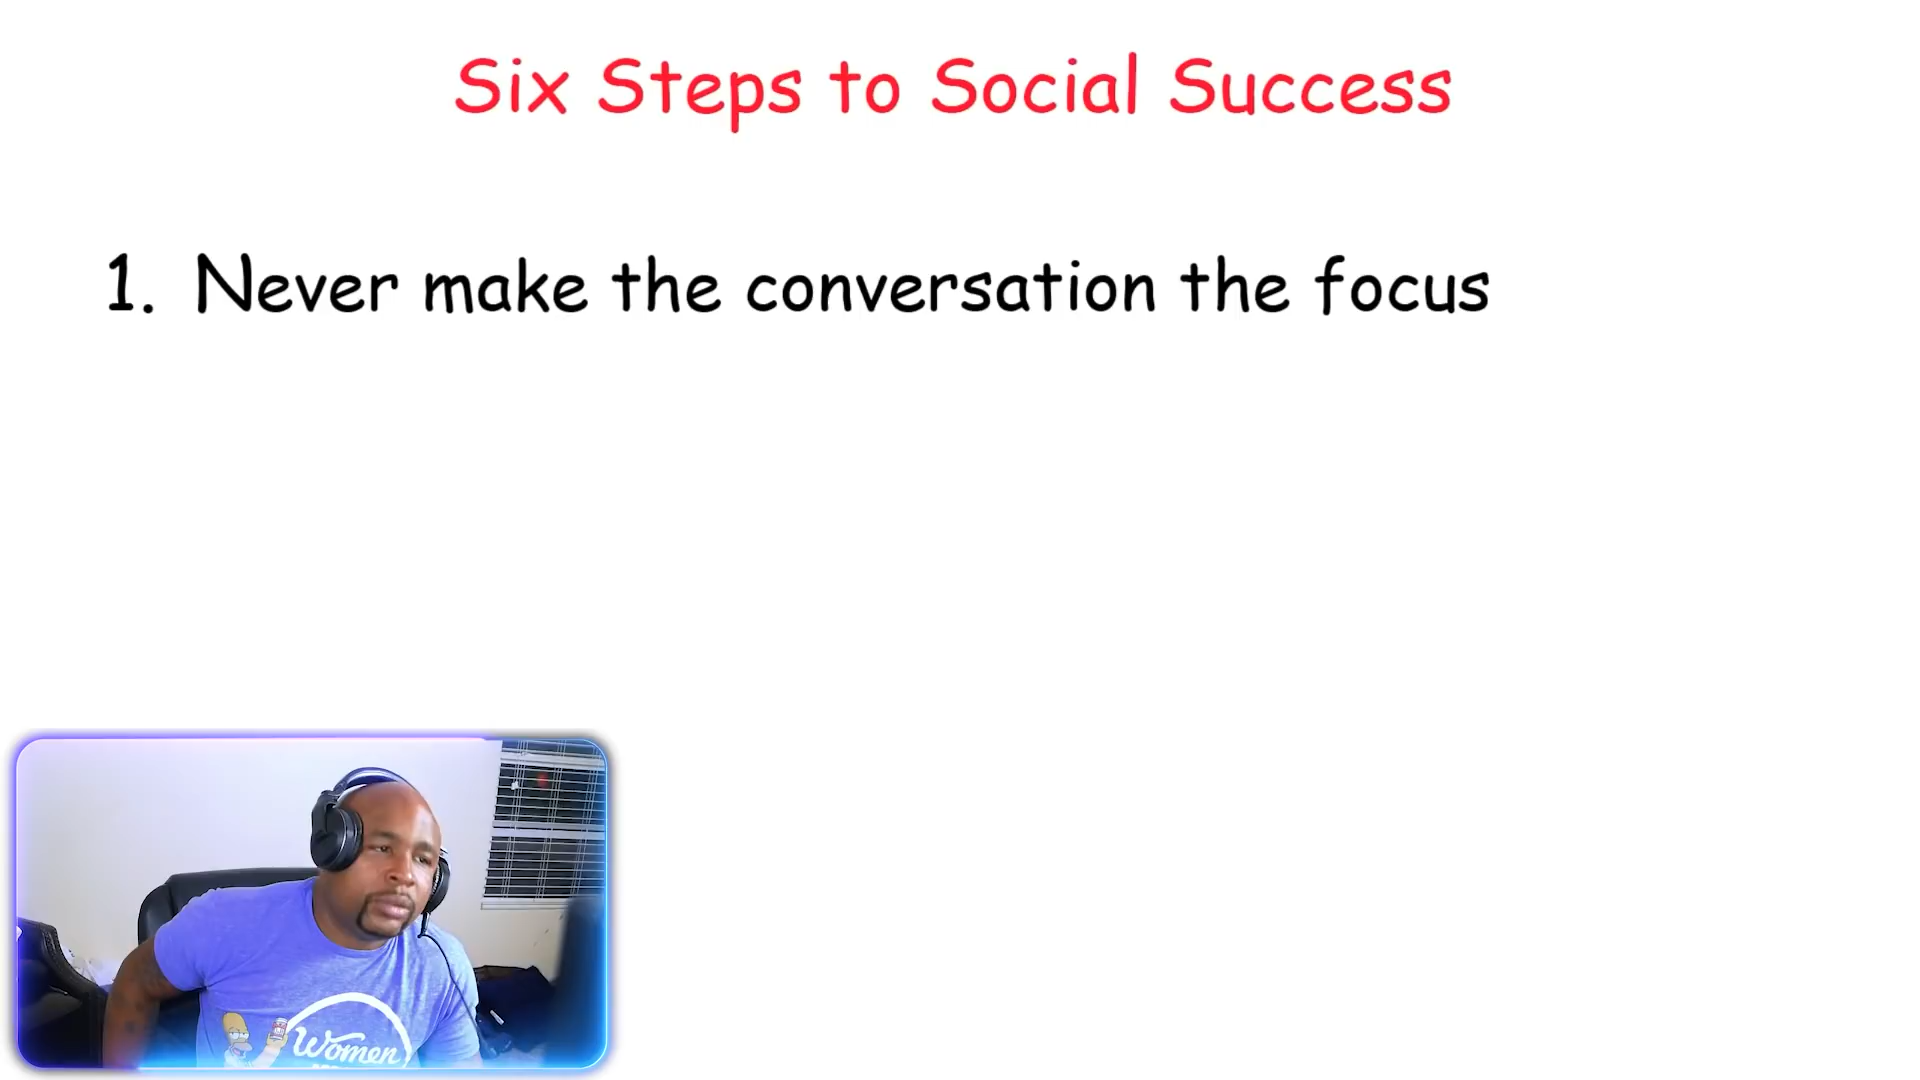 Six Steps to Social Success
1. Never make the conversation the focus
Women